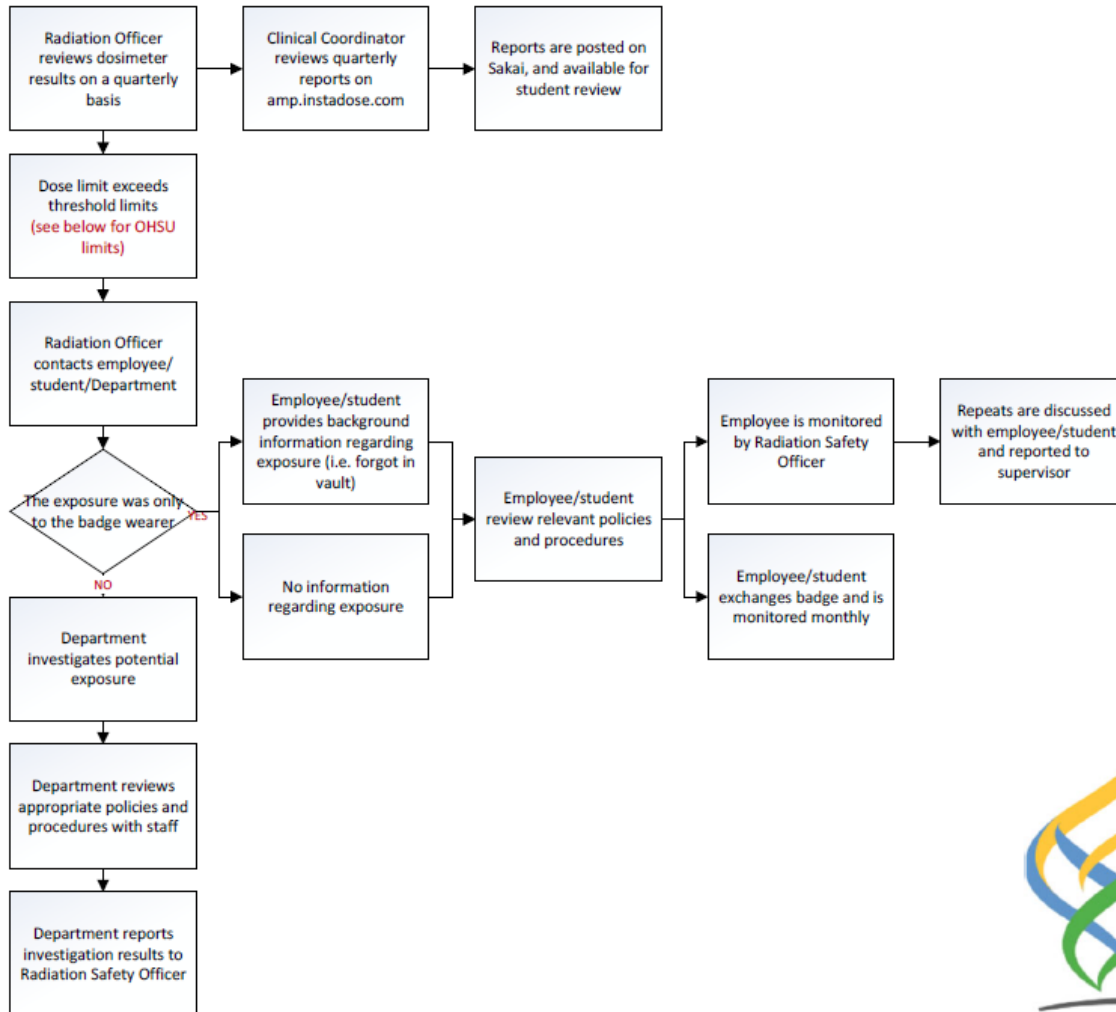 Radiation Officer
reviews dosimeter
results on a quarterly
basis
Clinical Coordinator
reviews quarterly
reports on
amp.instadose.com
Reports are posted on
Sakai, and available for
student review
Dose limit exceeds
threshold limits
(see below for OHSU
limits)
Radiation Officer
contacts employee/
student/Department
The exposure was only
to the badge wearer
YES
NO
Employee/student
provides background
information regarding
exposure (i.e. forgot in
vault)
No information
regarding exposure
Employee/student
review relevant policies
and procedures
Employee is monitored
by Radiation Safety
Officer
Repeats are discussed
with employee/student
and reported to
supervisor
Employee/student
exchanges badge and is
monitored monthly
Department
investigates potential
exposure
Department reviews
appropriate policies and
procedures with staff
Department reports
investigation results to
Radiation Safety Officer